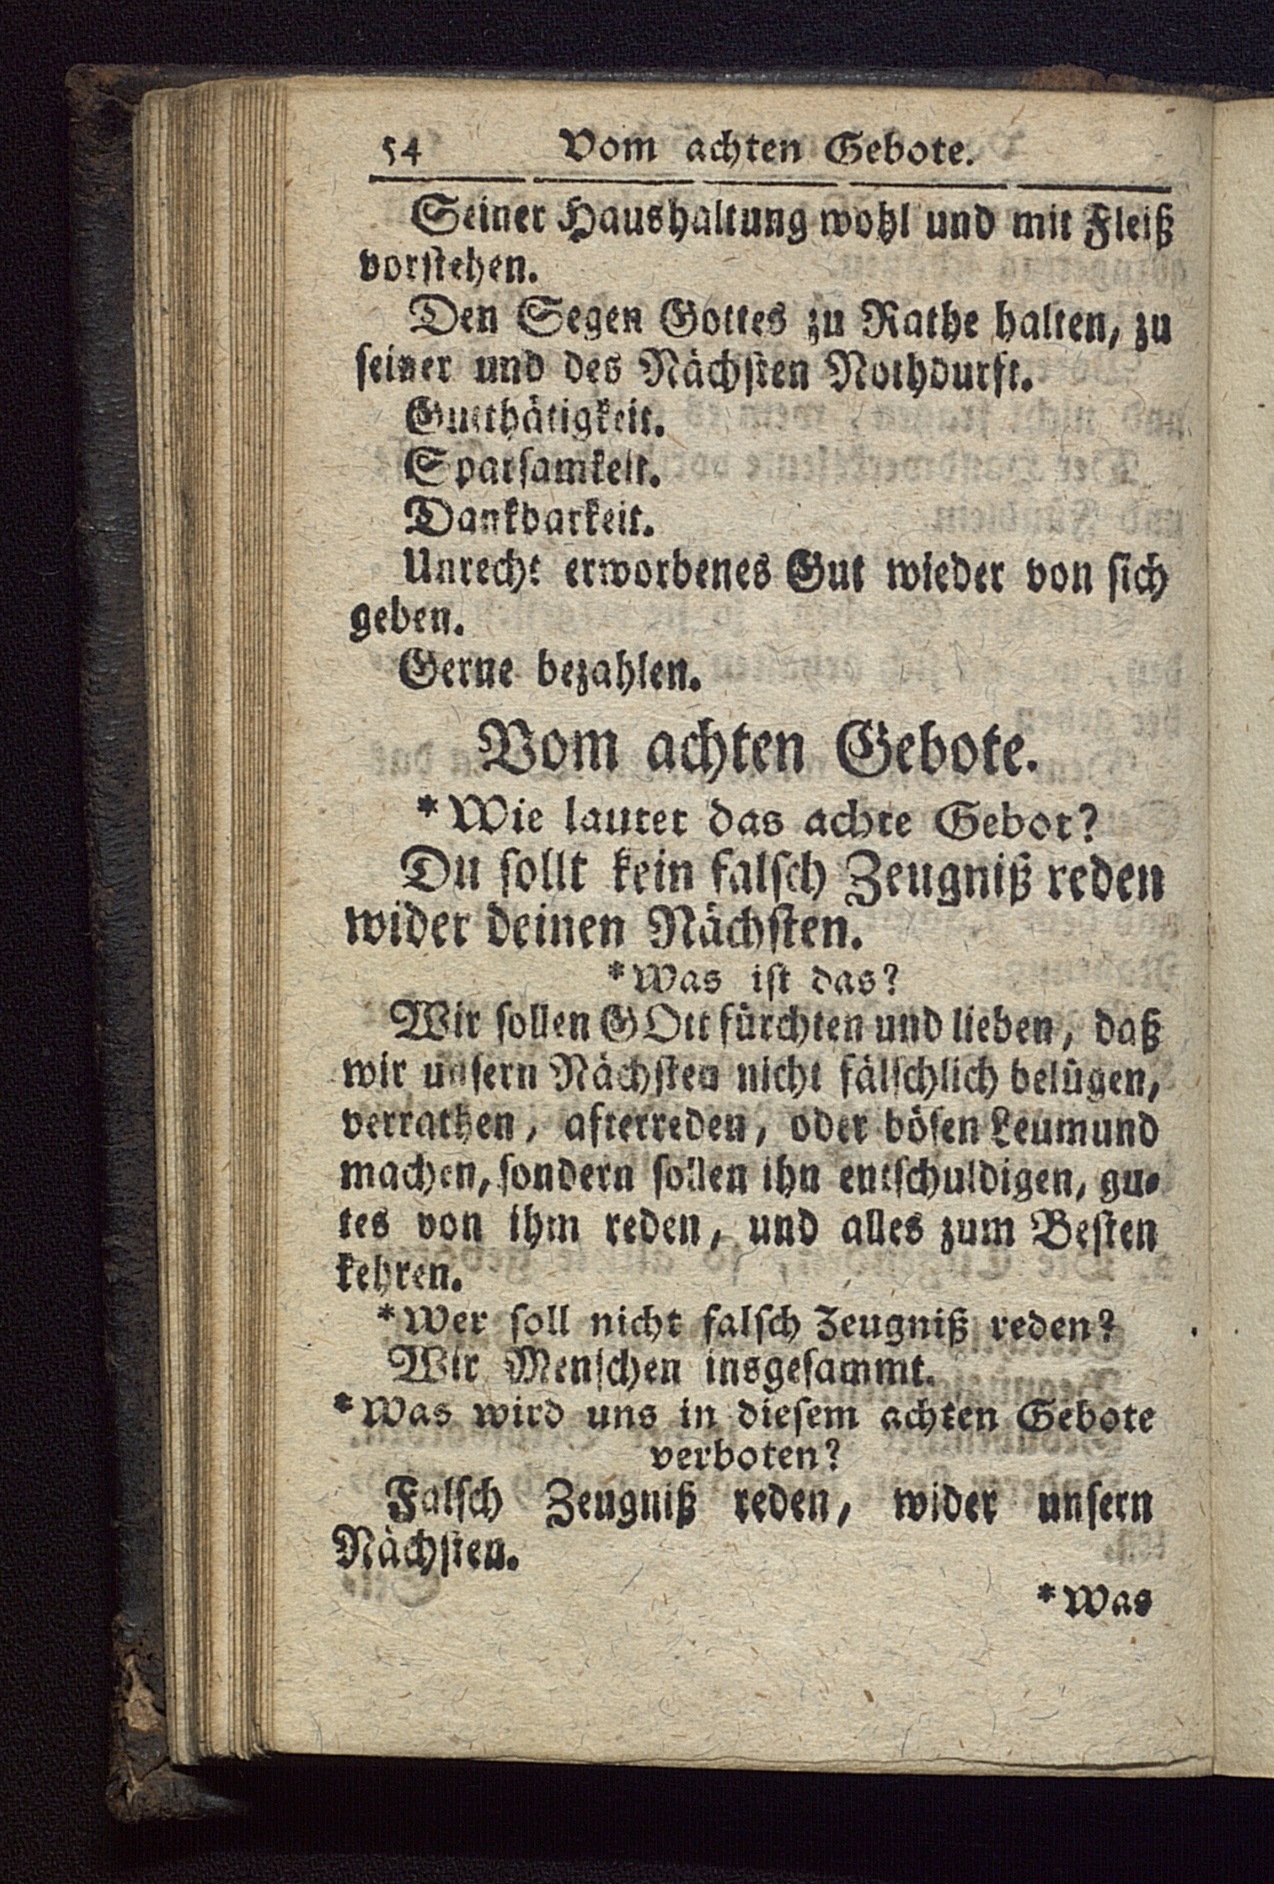 54 Vom achten Gebote.
Seiner Haushaltung wohl und mit Fleiß
vorstehen.
Den Segen Gottes zu Rathe halten, zu
seiner und des Nächsten Nothdurft.
Gutthätigkeit.
Sparsamkeit.
Dankbarkeit.
Unrecht erworbenes Gut wieder von sich
geben.
Gerne bezahlen.
Vom achten Gebote.
*Wie lautet das achte Gebot?
Du sollt kein falsch Zeugniß reden
wider deinen Nächsten.
*Was ist das?
Wir sollen GOtt fürchten und lieben, daß
wir unsern Nächsten nicht fälschlich belügen,
verrathen, afterreden, oder bösen Leumund
machen, sondern sollen ihn entschuldigen, gu-
tes von ihm reden, und alles zum Besten
kehren.
*Wer soll nicht falsch Zeugniß reden?
Wir Menschen insgesammt.
*Was wird uns in diesem achten Gebote
verboten?
Falsch Zeugniß reden, wider unsern
Nächsten.
*Was